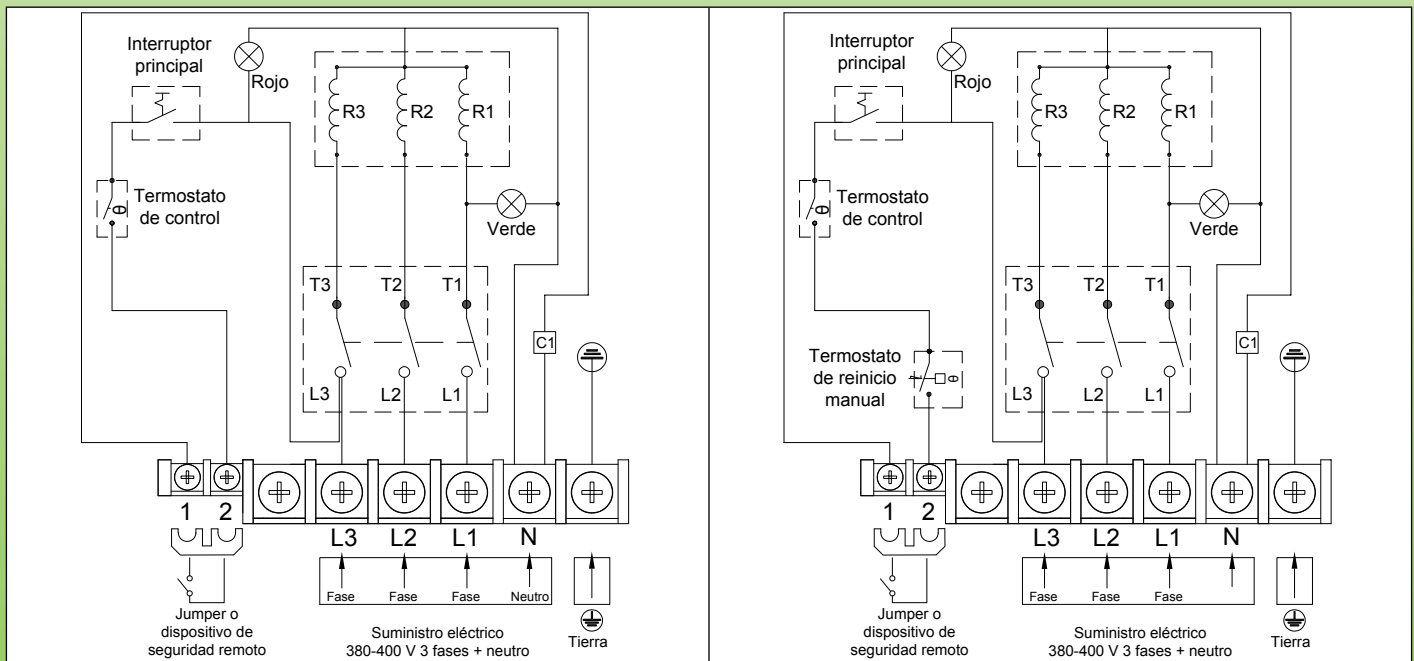 Interruptor
principal
Rojo
R3 R2 R1
Termostato
de control
θ
Verde
T3 T2 T1
C1
L3 L2 L1
1 2
L3 L2 L1 N
Fase Fase Fase Neutro
Jumper o
dispositivo de
seguridad remoto
Suministro eléctrico
380-400 V 3 fases + neutro
Tierra
Interruptor
principal
Rojo
R3 R2 R1
Termostato
de control
θ
Verde
T3 T2 T1
C1
Termostato
de reinicio
manual
θ
L3 L2 L1
1 2
L3 L2 L1 N
Fase Fase Fase
Jumper o
dispositivo de
seguridad remoto
Suministro eléctrico
380-400 V 3 fases + neutro
Tierra